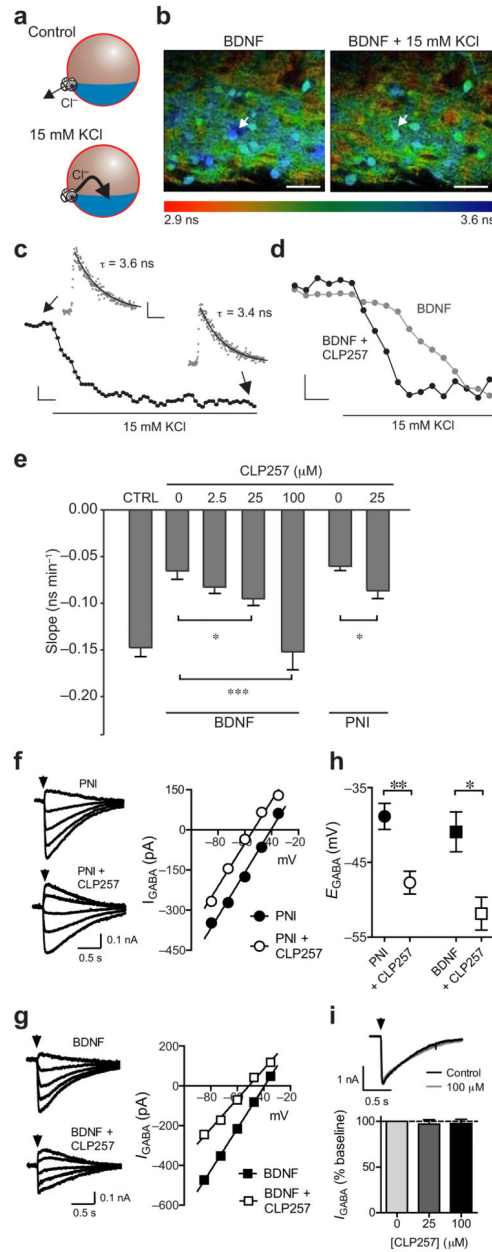 a
Control
Cl⁻
15 mM KCl
Cl⁻
b
BDNF
BDNF + 15 mM KCl
2.9 ns
3.6 ns
c
τ = 3.6 ns
τ = 3.4 ns
15 mM KCl
d
BDNF
BDNF +
CLP257
15 mM KCl
e
CLP257 (μM)
CTRL 0 2.5 25 100 0 25
0.00
−0.05
−0.10
−0.15
−0.20
Slope (ns min⁻¹)
*
***
*
BDNF
PNI
f
PNI
PNI +
CLP257
0.1 nA
0.5 s
150
0
−150
−300
−450
−80 −60 −40 −20
mV
I_GABA (pA)
PNI
PNI +
CLP257
h
−35
−45
−55
E_GABA (mV)
**
*
PNI
+ CLP257
BDNF
+ CLP257
g
BDNF
BDNF +
CLP257
0.1 nA
0.5 s
200
0
−200
−400
−600
−80 −60 −40 −20
mV
I_GABA (pA)
BDNF
BDNF +
CLP257
i
1 nA
0.5 s
Control
100 μM
100
50
0
I_GABA (% baseline)
0 25 100
[CLP257] (μM)